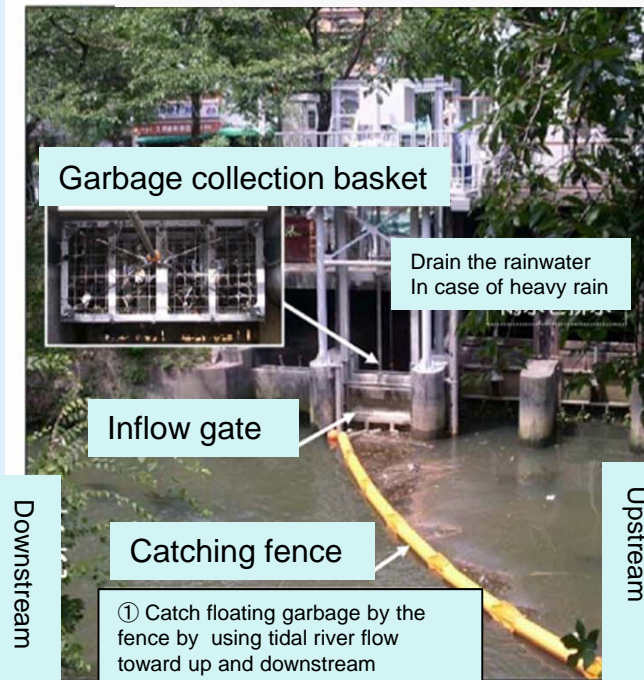 Garbage collection basket
Drain the rainwater
In case of heavy rain
Inflow gate
Downstream
Upstream
Catching fence
① Catch floating garbage by the
fence by using tidal river flow
toward up and downstream